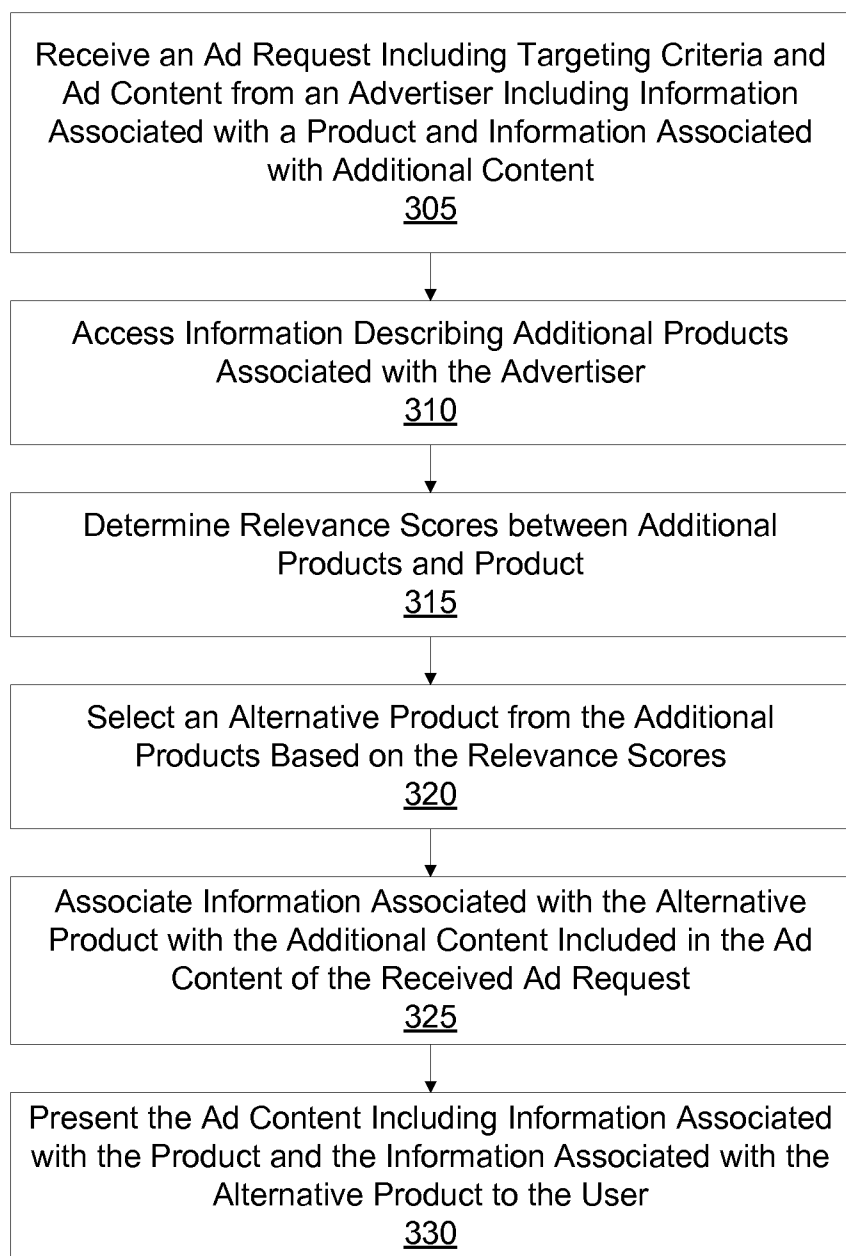 Receive an Ad Request Including Targeting Criteria and
Ad Content from an Advertiser Including Information
Associated with a Product and Information Associated
with Additional Content
305
Access Information Describing Additional Products
Associated with the Advertiser
310
Determine Relevance Scores between Additional
Products and Product
315
Select an Alternative Product from the Additional
Products Based on the Relevance Scores
320
Associate Information Associated with the Alternative
Product with the Additional Content Included in the Ad
Content of the Received Ad Request
325
Present the Ad Content Including Information Associated
with the Product and the Information Associated with the
Alternative Product to the User
330